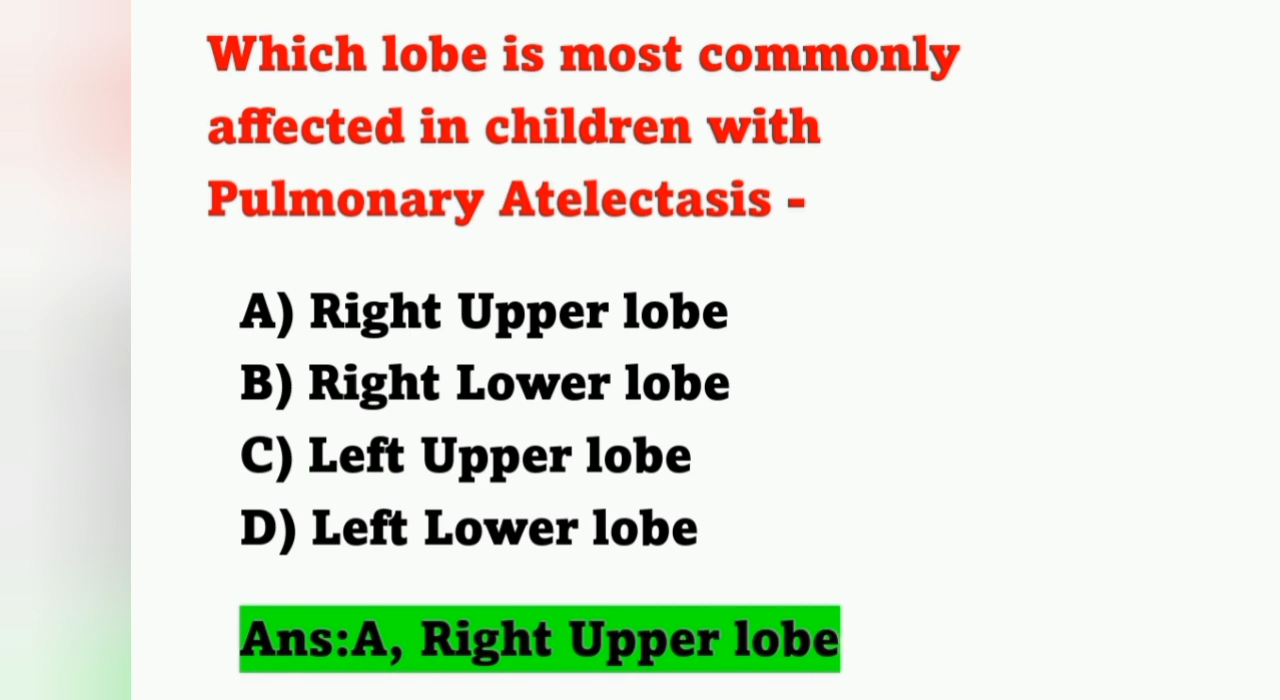 Which lobe is most commonly
affected in children with
Pulmonary Atelectasis -
A) Right Upper lobe
B) Right Lower lobe
C) Left Upper lobe
D) Left Lower lobe
Ans:A, Right Upper lobe